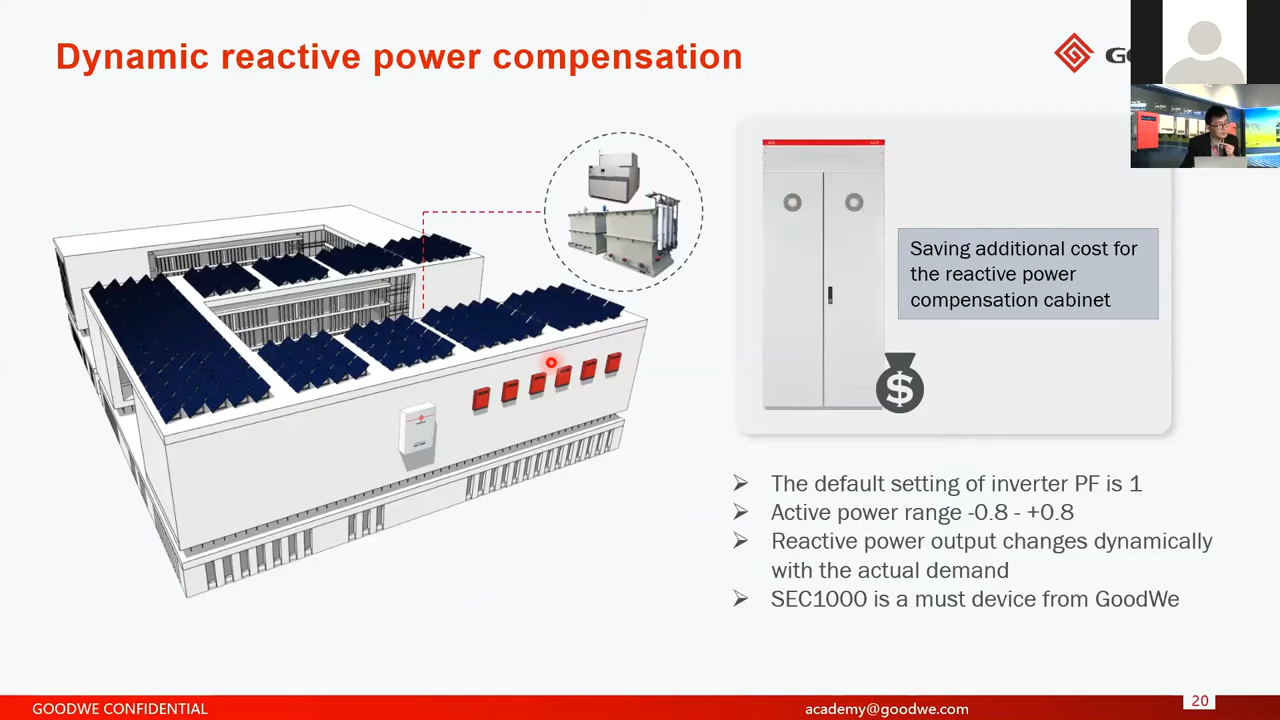 Dynamic reactive power compensation
Saving additional cost for
the reactive power
compensation cabinet
$
The default setting of inverter PF is 1
Active power range -0.8 - +0.8
Reactive power output changes dynamically
with the actual demand
SEC1000 is a must device from GoodWe
GOODWE CONFIDENTIAL
academy@goodwe.com
20